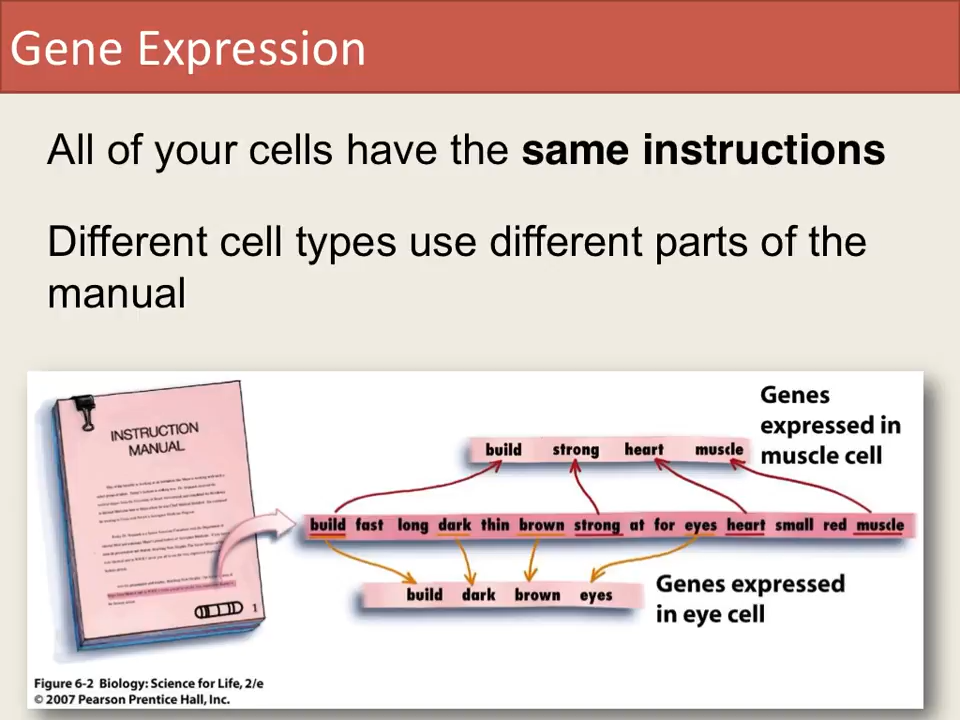 Gene Expression
All of your cells have the same instructions
Different cell types use different parts of the
manual
INSTRUCTION
MANUAL
1
Genes
expressed in
muscle cell
build strong heart muscle
build fast long dark thin brown strong at for eyes heart small red muscle
build dark brown eyes
Genes expressed
in eye cell
Figure 6-2 Biology: Science for Life, 2/e
© 2007 Pearson Prentice Hall, Inc.